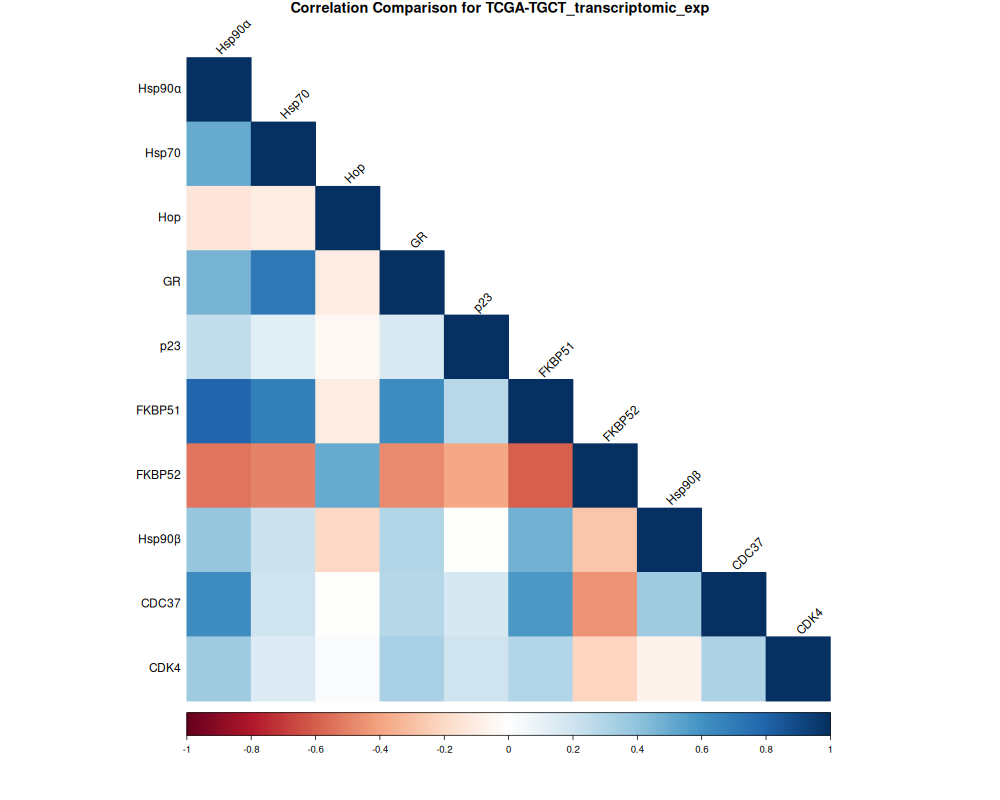 Correlation Comparison for TCGA-TGCT_transcriptomic_exp
Hsp90α
Hsp90α
Hsp70
Hsp70
Hop
Hop
GR
GR
p23
p23
FKBP51
FKBP51
FKBP52
FKBP52
Hsp90β
Hsp90β
CDC37
CDC37
CDK4
CDK4
-1 -0.8 -0.6 -0.4 -0.2 0 0.2 0.4 0.6 0.8 1